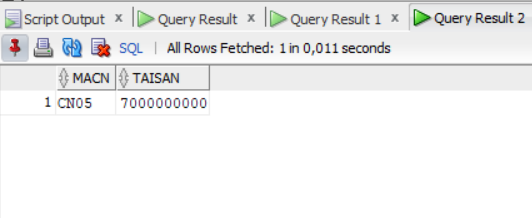 Script Output x Query Result x Query Result 1 x Query Result 2
SQL | All Rows Fetched: 1 in 0,011 seconds
MACN TAISAN
1 CN05 7000000000